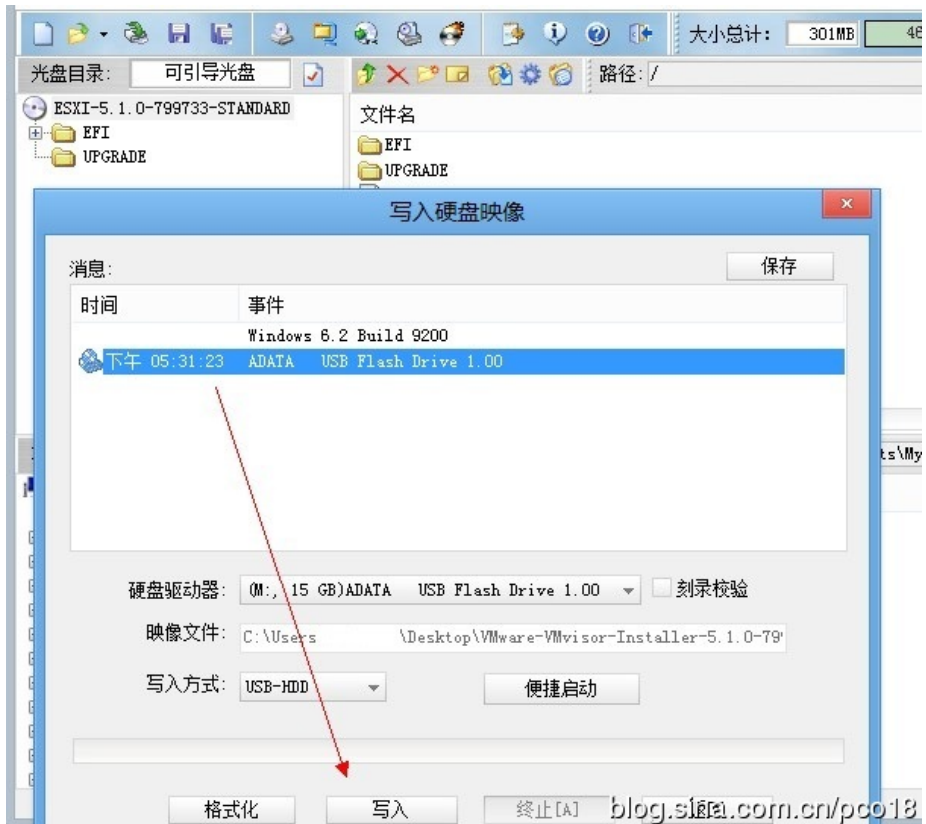 大小总计: 301MB 46
光盘目录: 可引导光盘 路径: /
ESXI-5.1.0-799733-STANDARD
EFI
UPGRADE
文件名
EFI
UPGRADE
写入硬盘映像
消息: 保存
时间 事件
Windows 6.2 Build 9200
下午 05:31:23 ADATA USB Flash Drive 1.00
ts\My
硬盘驱动器: (M:, 15 GB)ADATA USB Flash Drive 1.00 刻录校验
映像文件: C:\Users \Desktop\VMware-VMvisor-Installer-5.1.0-79
写入方式: USB-HDD 便捷启动
格式化 写入 终止[A]
blog.sina.com.cn/pco18